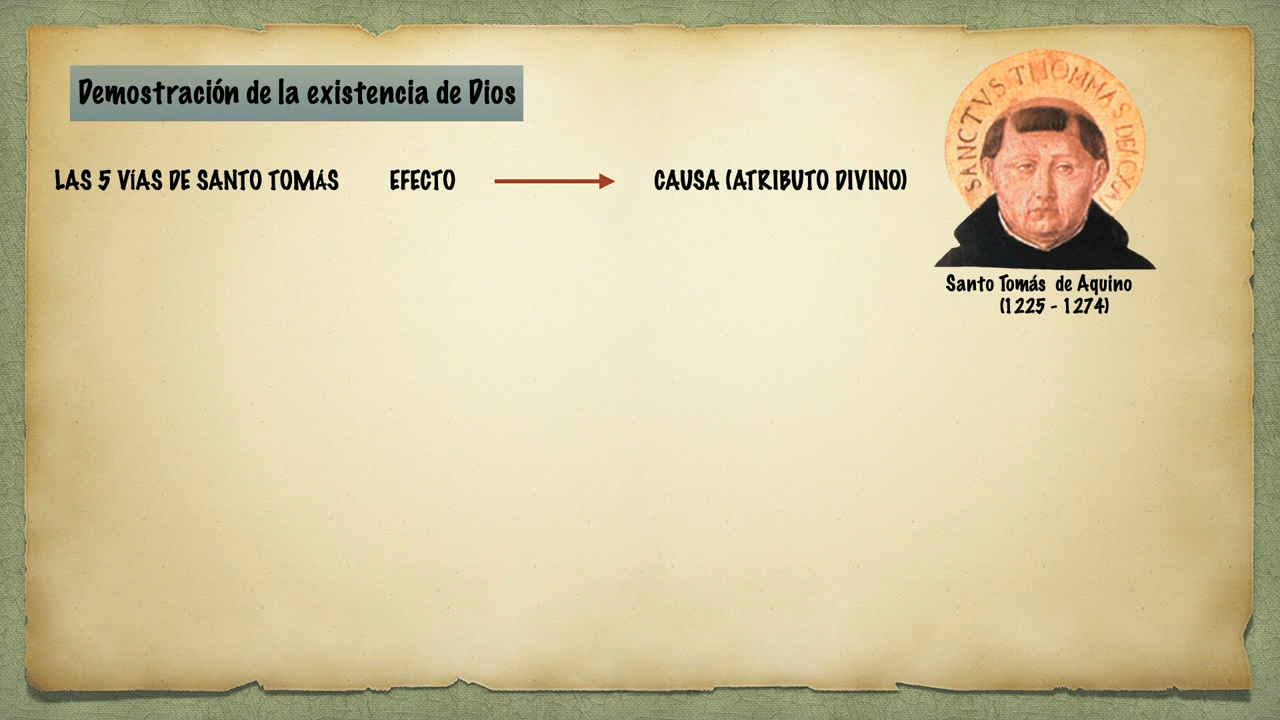 Demostración de la existencia de Dios
LAS 5 VÍAS DE SANTO TOMÁS EFECTO CAUSA (ATRIBUTO DIVINO)
SANCTVS THOMMAS DE
Santo Tomás de Aquino
(1225 - 1274)